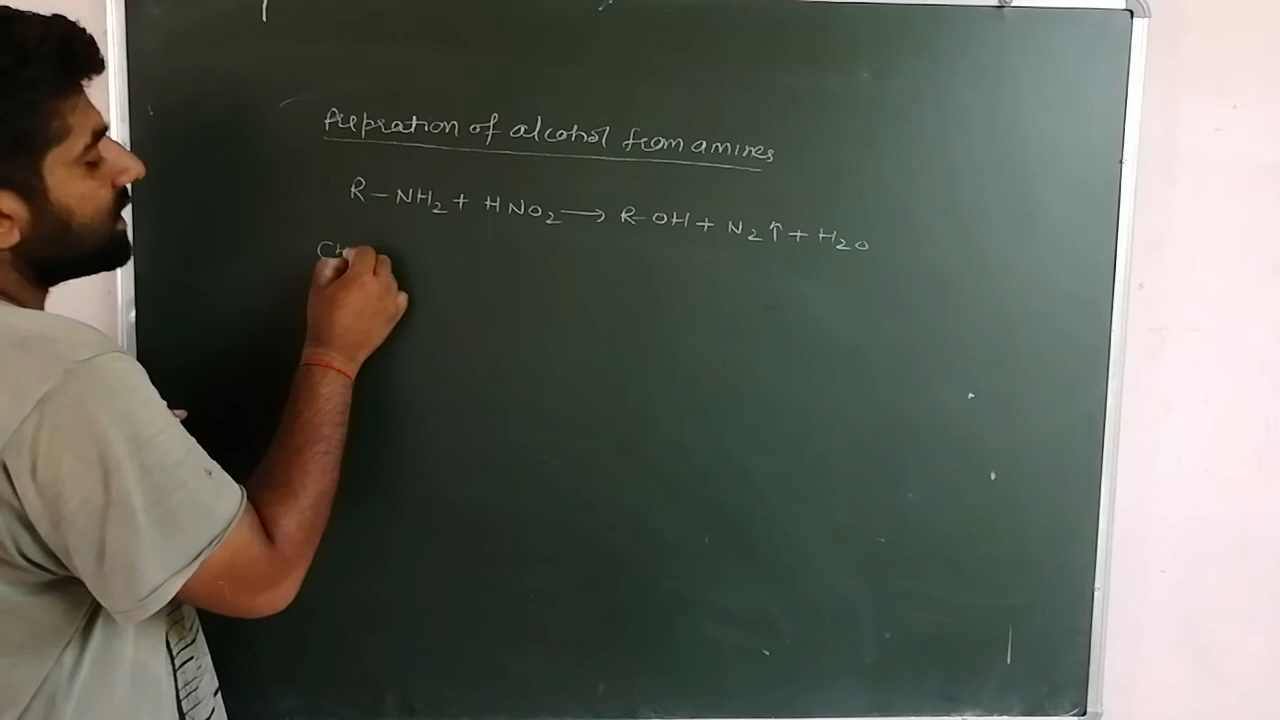 Prepration of alcohol from amines
R-NH2 + HNO2 → R-OH + N2↑ + H2O
CH